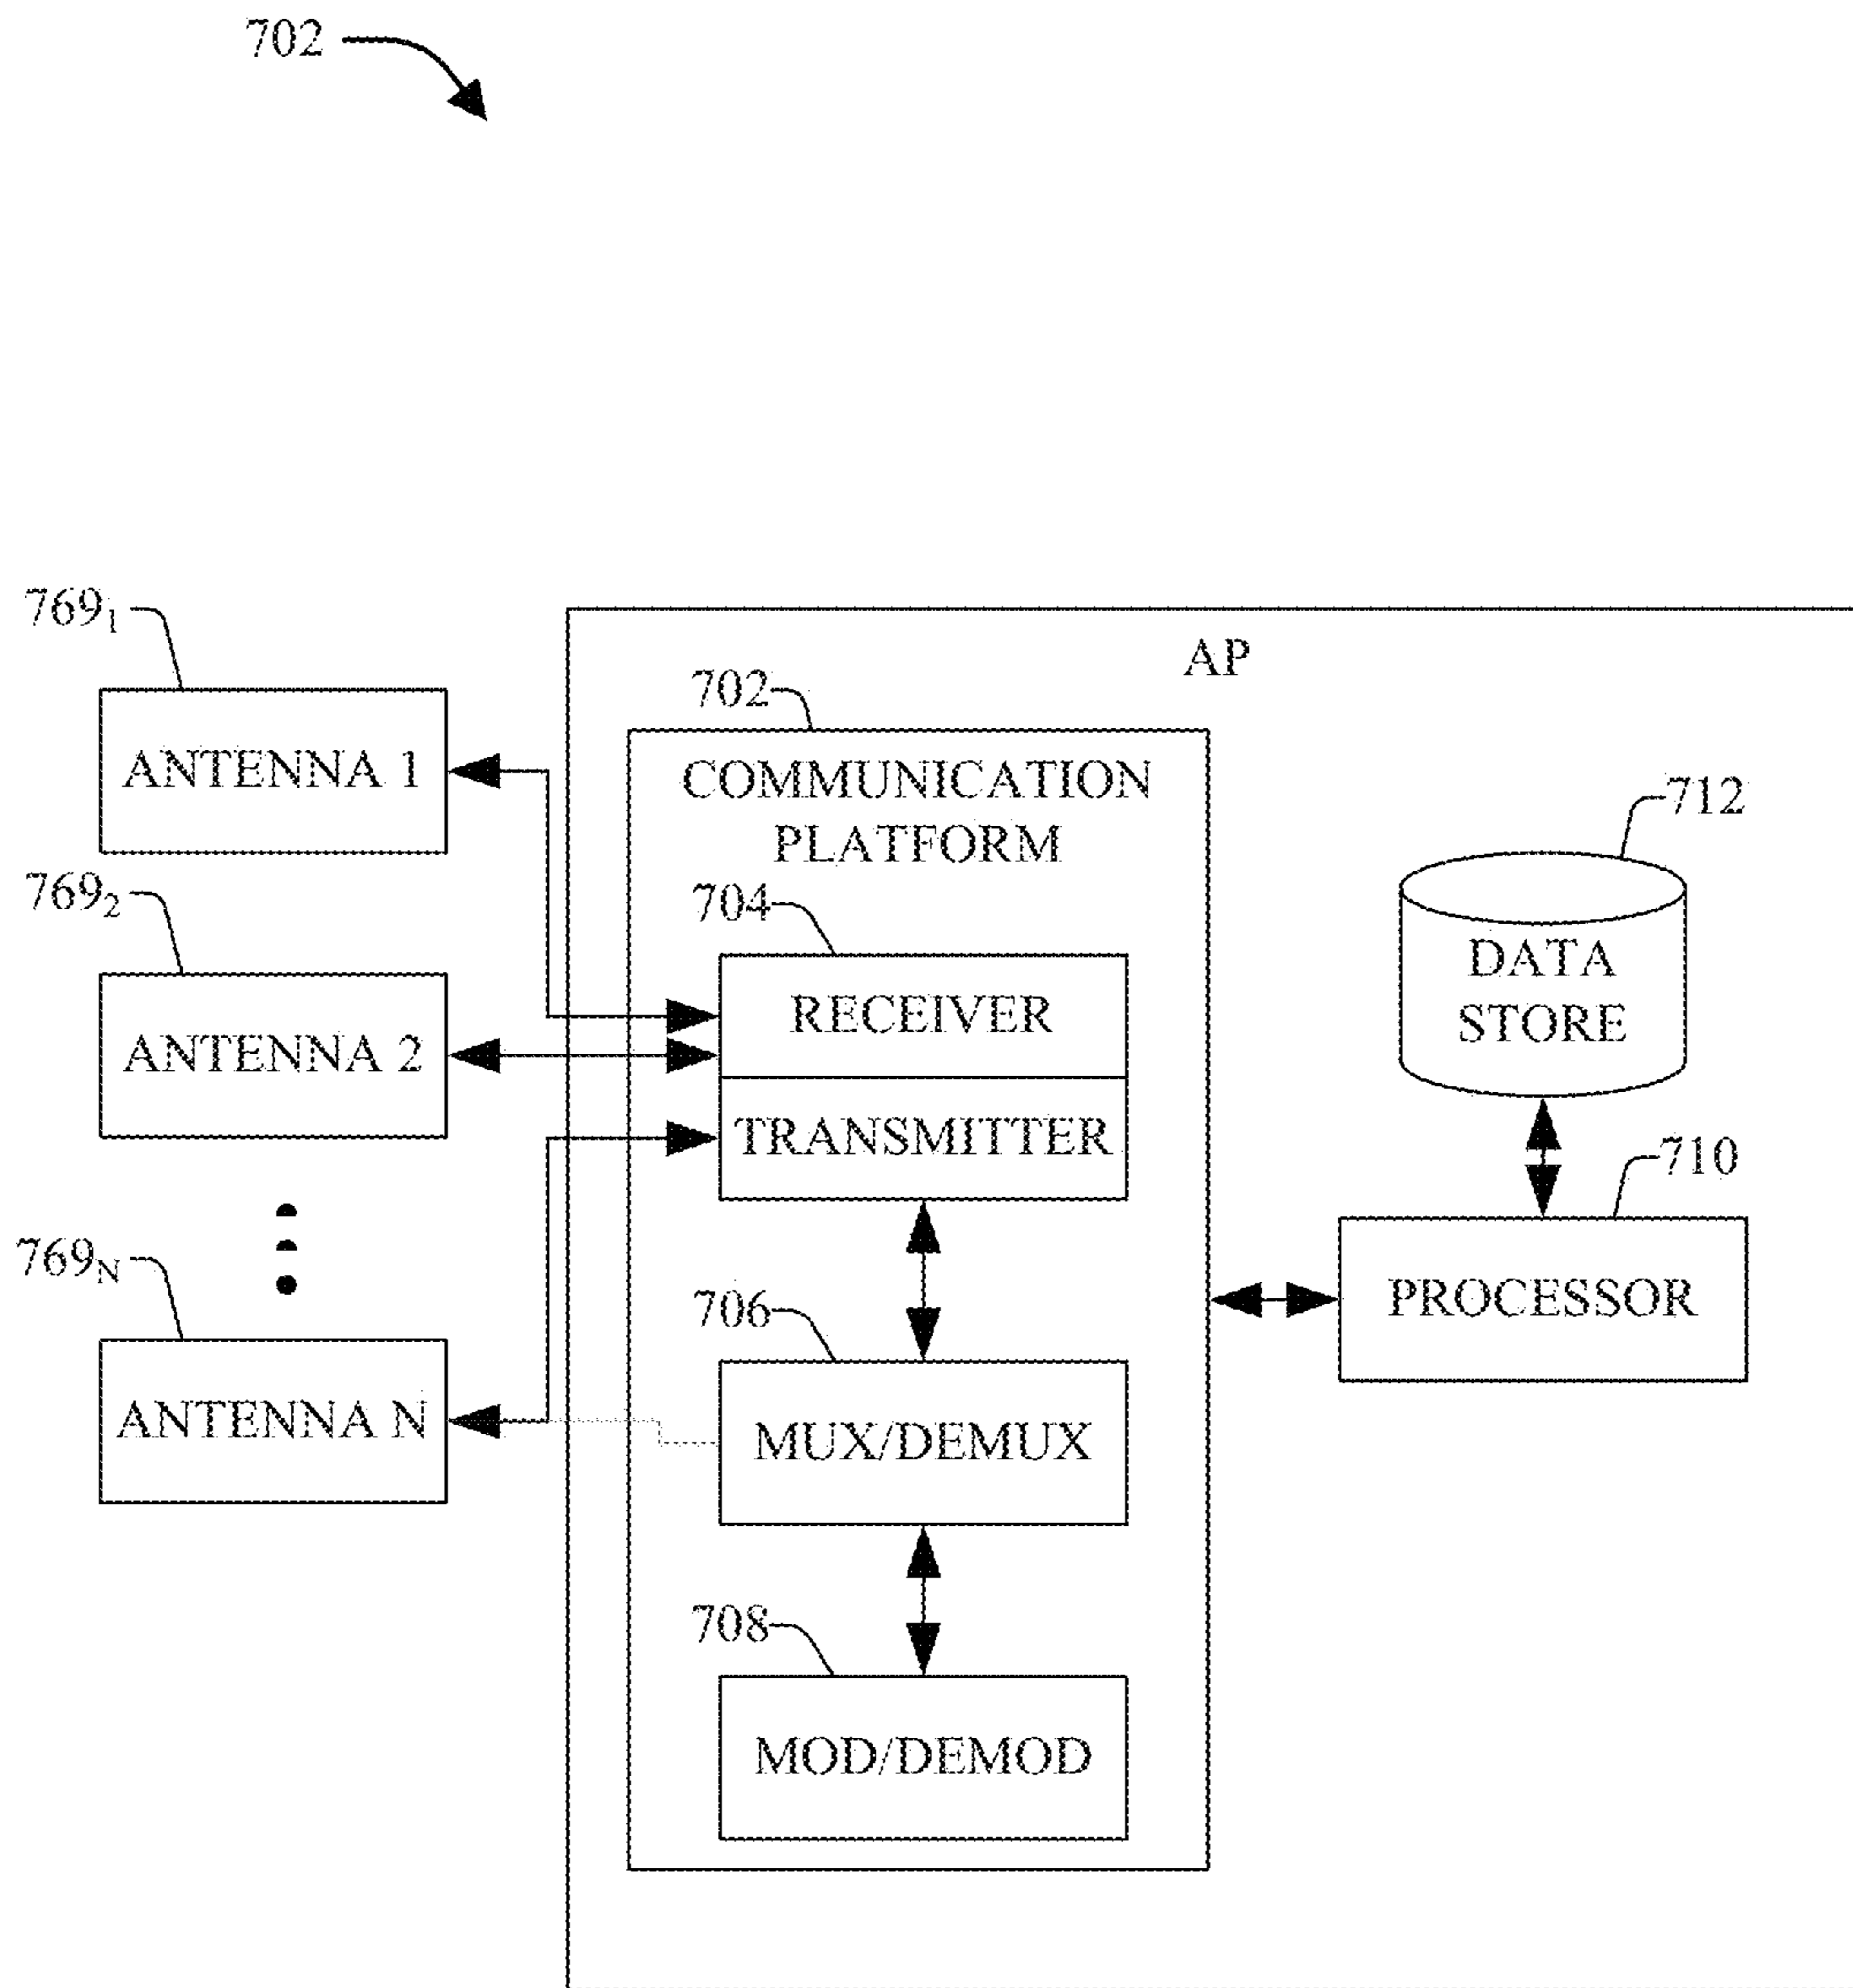 702
769₁
AP
702
ANTENNA 1
COMMUNICATION
PLATFORM
712
769₂
704
DATA
STORE
RECEIVER
ANTENNA 2
TRANSMITTER
710
769_N
706
PROCESSOR
ANTENNA N
MUX/DEMUX
708
MOD/DEMOD